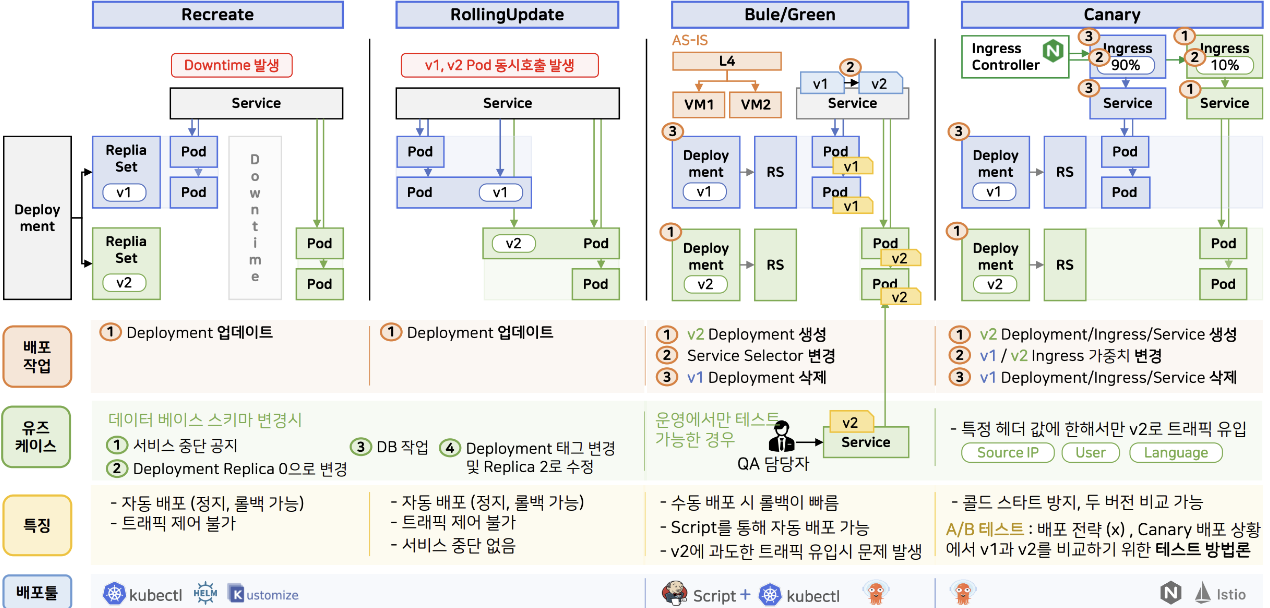 Recreate
RollingUpdate
Bule/Green
Canary
Downtime 발생
Service
Deploy
ment
Replia
Set
v1
Replia
Set
v2
Pod
Pod
Downtime
Pod
Pod
v1, v2 Pod 동시호출 발생
Service
Pod
Pod
v1
v2
Pod
Pod
AS-IS
L4
VM1
VM2
2
v1
v2
Service
3
Deploy
ment
v1
RS
Pod
v1
Pod
v1
1
Deploy
ment
v2
RS
Pod
v2
Pod
v2
Ingress
Controller
3
Ingress
2
90%
1
Ingress
2
10%
3
Service
1
Service
3
Deploy
ment
v1
RS
Pod
Pod
1
Deploy
ment
v2
RS
Pod
Pod
배포
작업
1 Deployment 업데이트
1 Deployment 업데이트
1 v2 Deployment 생성
2 Service Selector 변경
3 v1 Deployment 삭제
1 v2 Deployment/Ingress/Service 생성
2 v1 / v2 Ingress 가중치 변경
3 v1 Deployment/Ingress/Service 삭제
유즈
케이스
데이터 베이스 스키마 변경시
1 서비스 중단 공지
2 Deployment Replica 0으로 변경
3 DB 작업
4 Deployment 태그 변경
및 Replica 2로 수정
운영에서만 테스트
가능한 경우
QA 담당자
v2
Service
- 특정 헤더 값에 한해서만 v2로 트래픽 유입
Source IP
User
Language
특징
- 자동 배포 (정지, 롤백 가능)
- 트래픽 제어 불가
- 자동 배포 (정지, 롤백 가능)
- 트래픽 제어 불가
- 서비스 중단 없음
- 수동 배포 시 롤백이 빠름
- Script를 통해 자동 배포 가능
- v2에 과도한 트래픽 유입시 문제 발생
- 콜드 스타트 방지, 두 버전 비교 가능
A/B 테스트 : 배포 전략 (x) , Canary 배포 상황
에서 v1과 v2를 비교하기 위한 테스트 방법론
배포툴
kubectl
HELM
Kustomize
Script +
kubectl
Istio